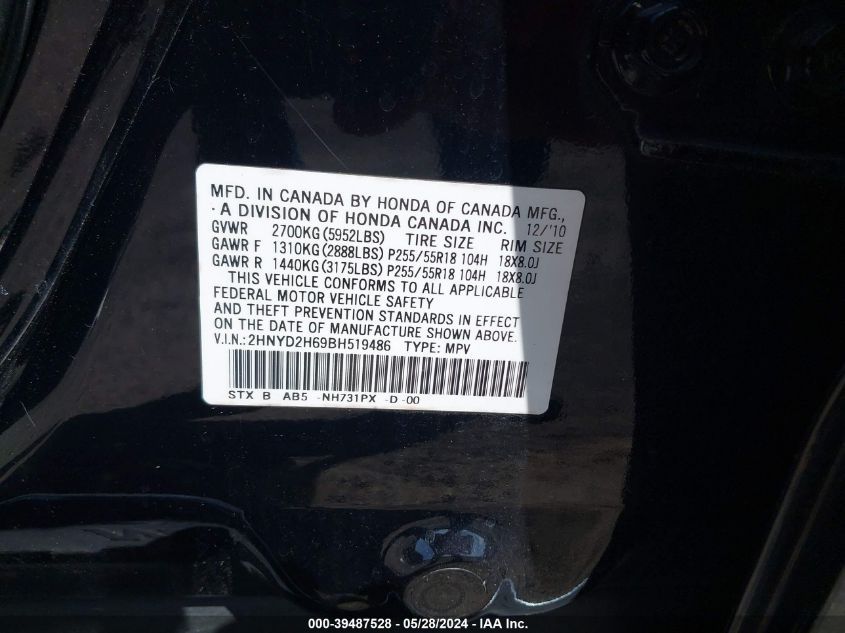 MFD. IN CANADA BY HONDA OF CANADA MFG.,
· A DIVISION OF HONDA CANADA INC. 12/'10
GVWR 2700KG(5952LBS) TIRE SIZE RIM SIZE
GAWR F 1310KG(2888LBS) P255/55R18 104H 18X8.0J
GAWR R 1440KG(3175LBS) P255/55R18 104H 18X8.0J
THIS VEHICLE CONFORMS TO ALL APPLICABLE
FEDERAL MOTOR VEHICLE SAFETY
AND THEFT PREVENTION STANDARDS IN EFFECT
ON THE DATE OF MANUFACTURE SHOWN ABOVE.
V.I.N.: 2HNYD2H69BH519486 TYPE: MPV
STX B AB5 -NH731PX -D-00
000-39487528 - 05/28/2024 - IAA Inc.